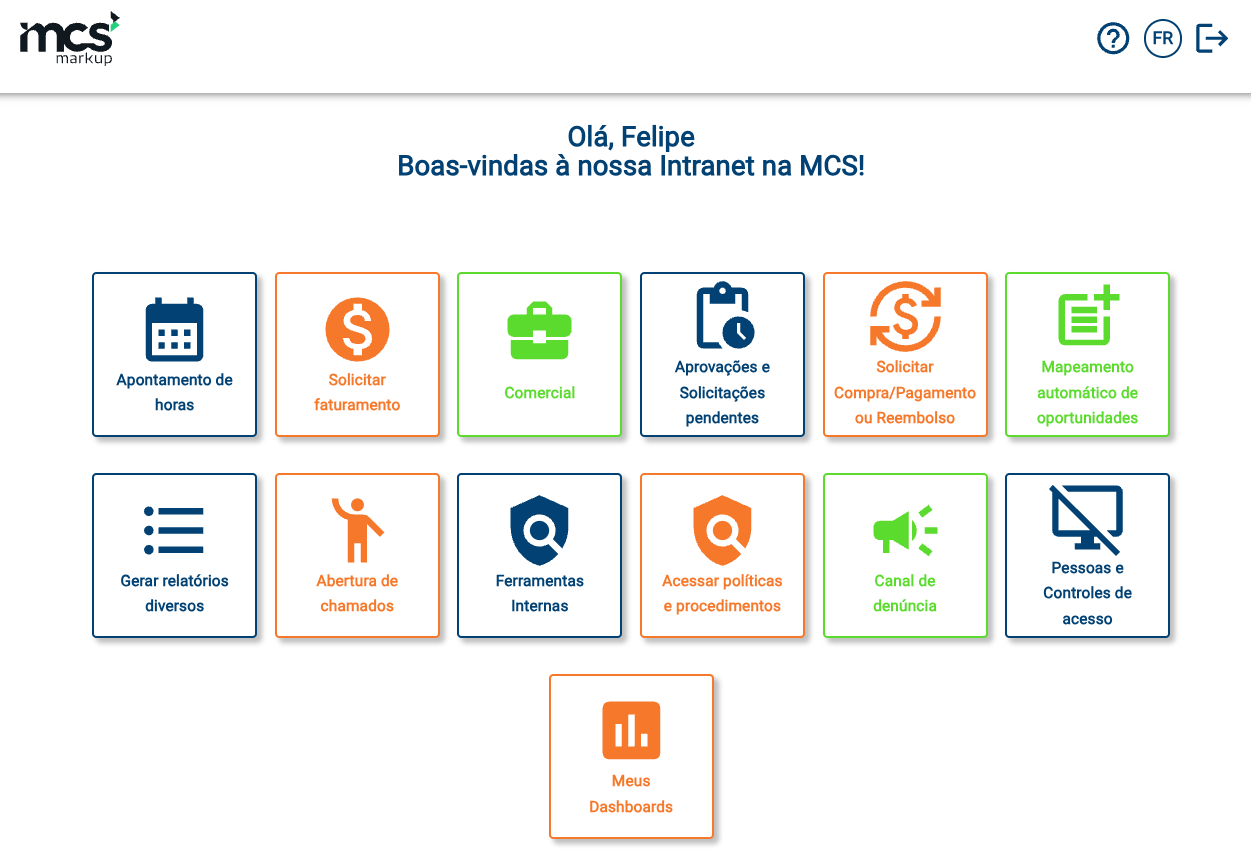 mcs
markup
FR
Olá, Felipe
Boas-vindas à nossa Intranet na MCS!
Apontamento de
horas
Solicitar
faturamento
Comercial
Aprovações e
Solicitações
pendentes
Solicitar
Compra/Pagamento
ou Reembolso
Mapeamento
automático de
oportunidades
Gerar relatórios
diversos
Abertura de
chamados
Ferramentas
Internas
Acessar políticas
e procedimentos
Canal de
denúncia
Pessoas e
Controles de
acesso
Meus
Dashboards